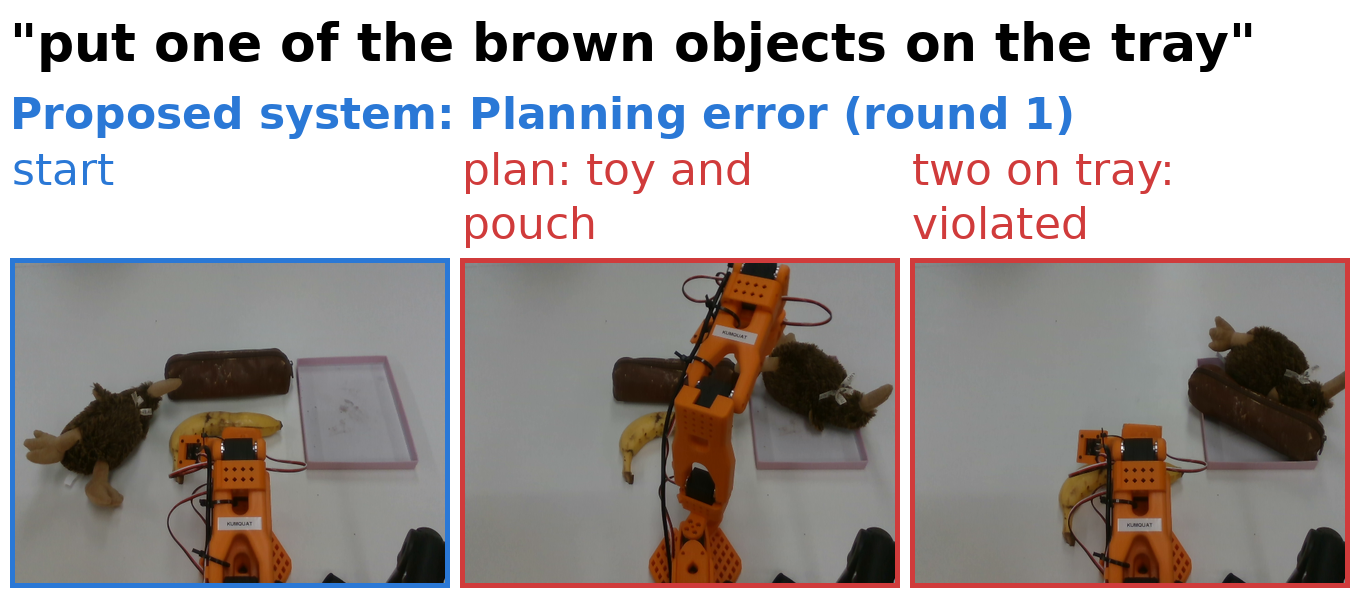 "put one of the brown objects on the tray"
Proposed system: Planning error (round 1)
start
plan: toy and
pouch
two on tray:
violated
KUMQUAT
KUMQUAT
KUMQUAT